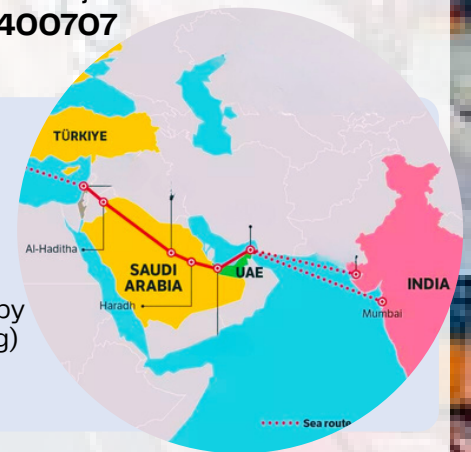 400707
TÜRKIYE
Al-Haditha
SAUDI
ARABIA
UAE
INDIA
Haradh
Mumbai
by
g)
Sea route